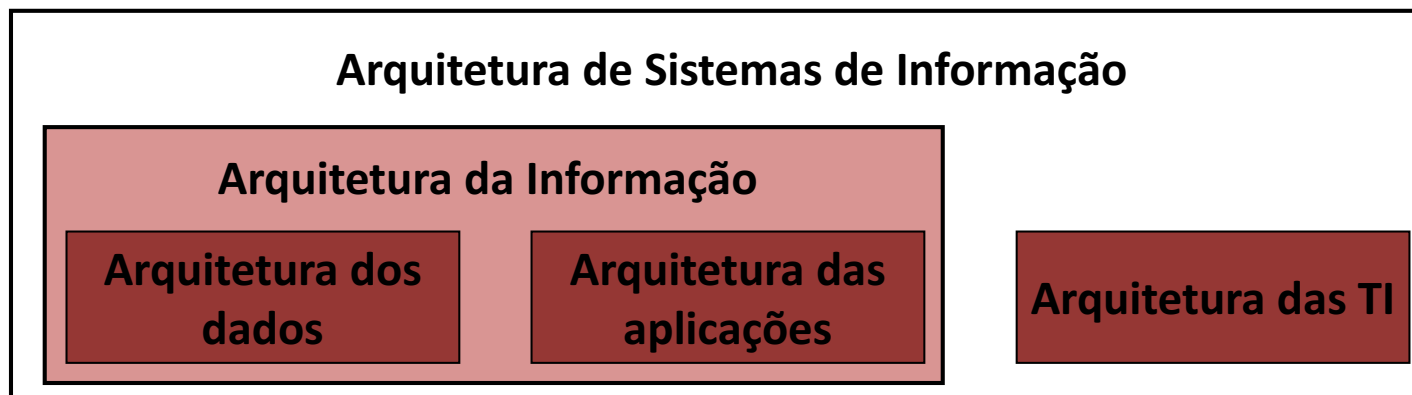 Arquitetura de Sistemas de Informação
Arquitetura da Informação
Arquitetura dos
dados
Arquitetura das
aplicações
Arquitetura das TI